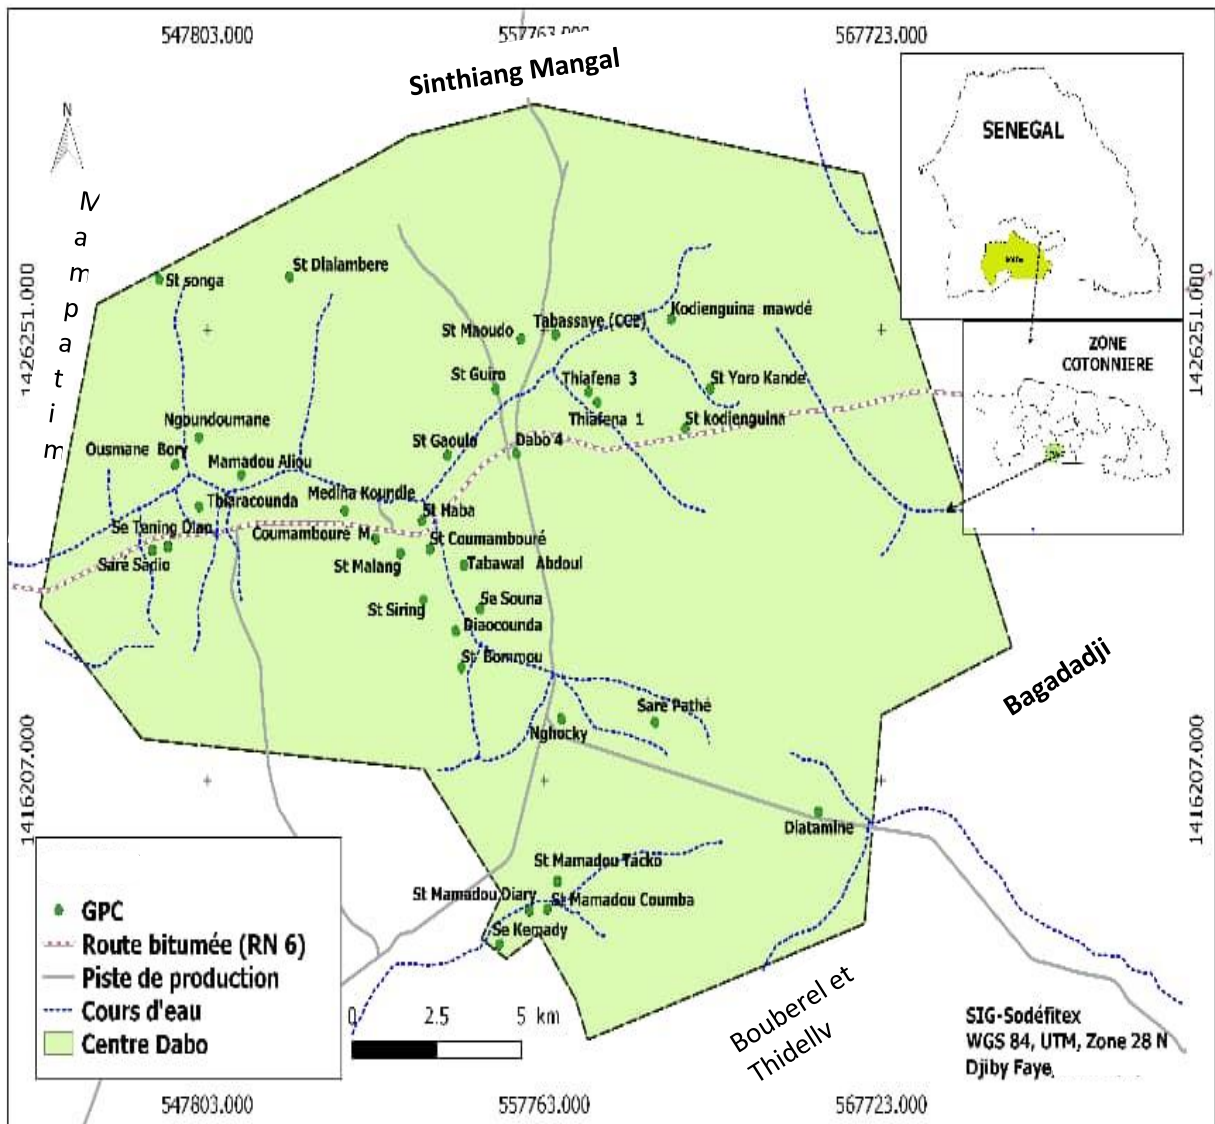 547803.000
557763.000
567723.000
Sinthiang Mangal
N
SENEGAL
Mampatim
1426251.000
1426251.000
St songa
St Dialambere
St Maoudo
Tabassaye (CCE)
Kodienguina mawdé
ZONE
COTONNIERE
St Guiro
Thiafena 3
St Yoro Kande
Thiafena 1
St kodienguina
Ngoundoumane
Ousmane Bory
Mamadou Aliou
St Gaoulo
Dabo 4
Medina Koundie
Thiaracounda
St Haba
Se Tening Diao
Coumambouré M
St Coumambouré
Saré Sadio
St Malang
Tabawal Abdoul
St Siring
Se Souna
Diaocounda
St Bommou
Bagadadji
Sare Pathé
Nghocky
1416207.000
1416207.000
Diatamine
St Mamadou Tacko
St Mamadou Diary
St Mamadou Coumba
Se Kemady
GPC
Route bitumée (RN 6)
Piste de production
Cours d'eau
Centre Dabo
0 2.5 5 km
Bouberel et
Thidelly
SIG-Sodéfitex
WGS 84, UTM, Zone 28 N
Djiby Faye
547803.000
557763.000
567723.000